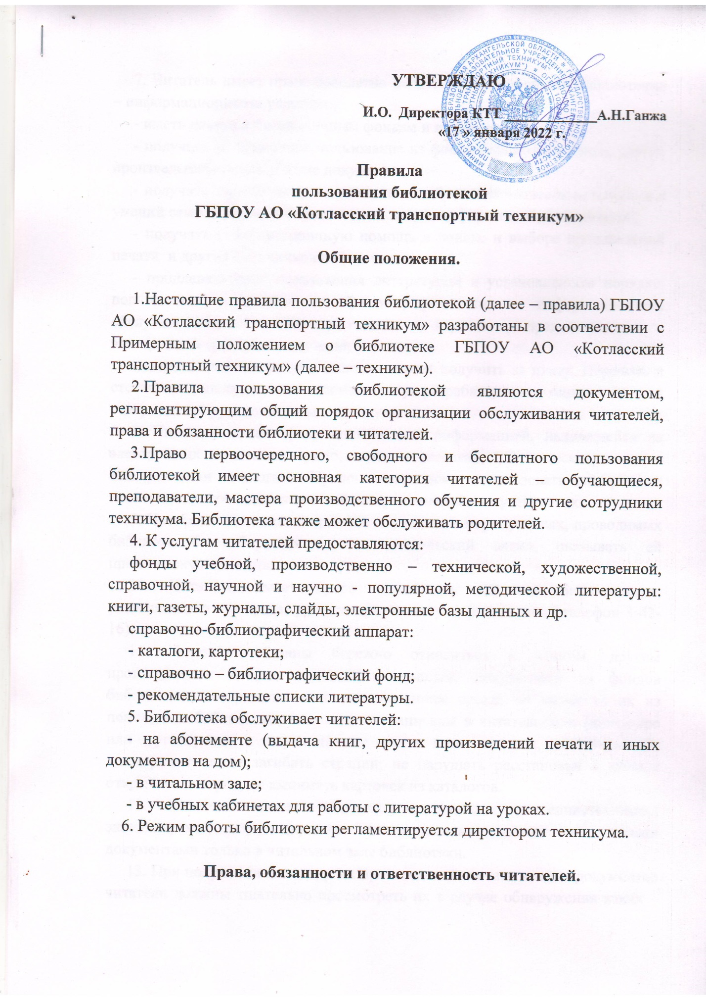 УТВЕРЖДАЮ
И.О. Директора КТТ ______________А.Н.Ганжа
«17 » января 2022 г.
Правила
пользования библиотекой
ГБПОУ АО «Котласский транспортный техникум»
Общие положения.
1.Настоящие правила пользования библиотекой (далее – правила) ГБПОУ
АО «Котласский транспортный техникум» разработаны в соответствии с
Примерным положением о библиотеке ГБПОУ АО «Котласский
транспортный техникум» (далее – техникум).
2.Правила пользования библиотекой являются документом,
регламентирующим общий порядок организации обслуживания читателей,
права и обязанности библиотеки и читателей.
3.Право первоочередного, свободного и бесплатного пользования
библиотекой имеет основная категория читателей – обучающиеся,
преподаватели, мастера производственного обучения и другие сотрудники
техникума. Библиотека также может обслуживать родителей.
4. К услугам читателей предоставляются:
фонды учебной, производственно – технической, художественной,
справочной, научной и научно - популярной, методической литературы:
книги, газеты, журналы, слайды, электронные базы данных и др.
справочно-библиографический аппарат:
- каталоги, картотеки;
- справочно – библиографический фонд;
- рекомендательные списки литературы.
5. Библиотека обслуживает читателей:
- на абонементе (выдача книг, других произведений печати и иных
документов на дом);
- в читальном зале;
- в учебных кабинетах для работы с литературой на уроках.
6. Режим работы библиотеки регламентируется директором техникума.
Права, обязанности и ответственность читателей.